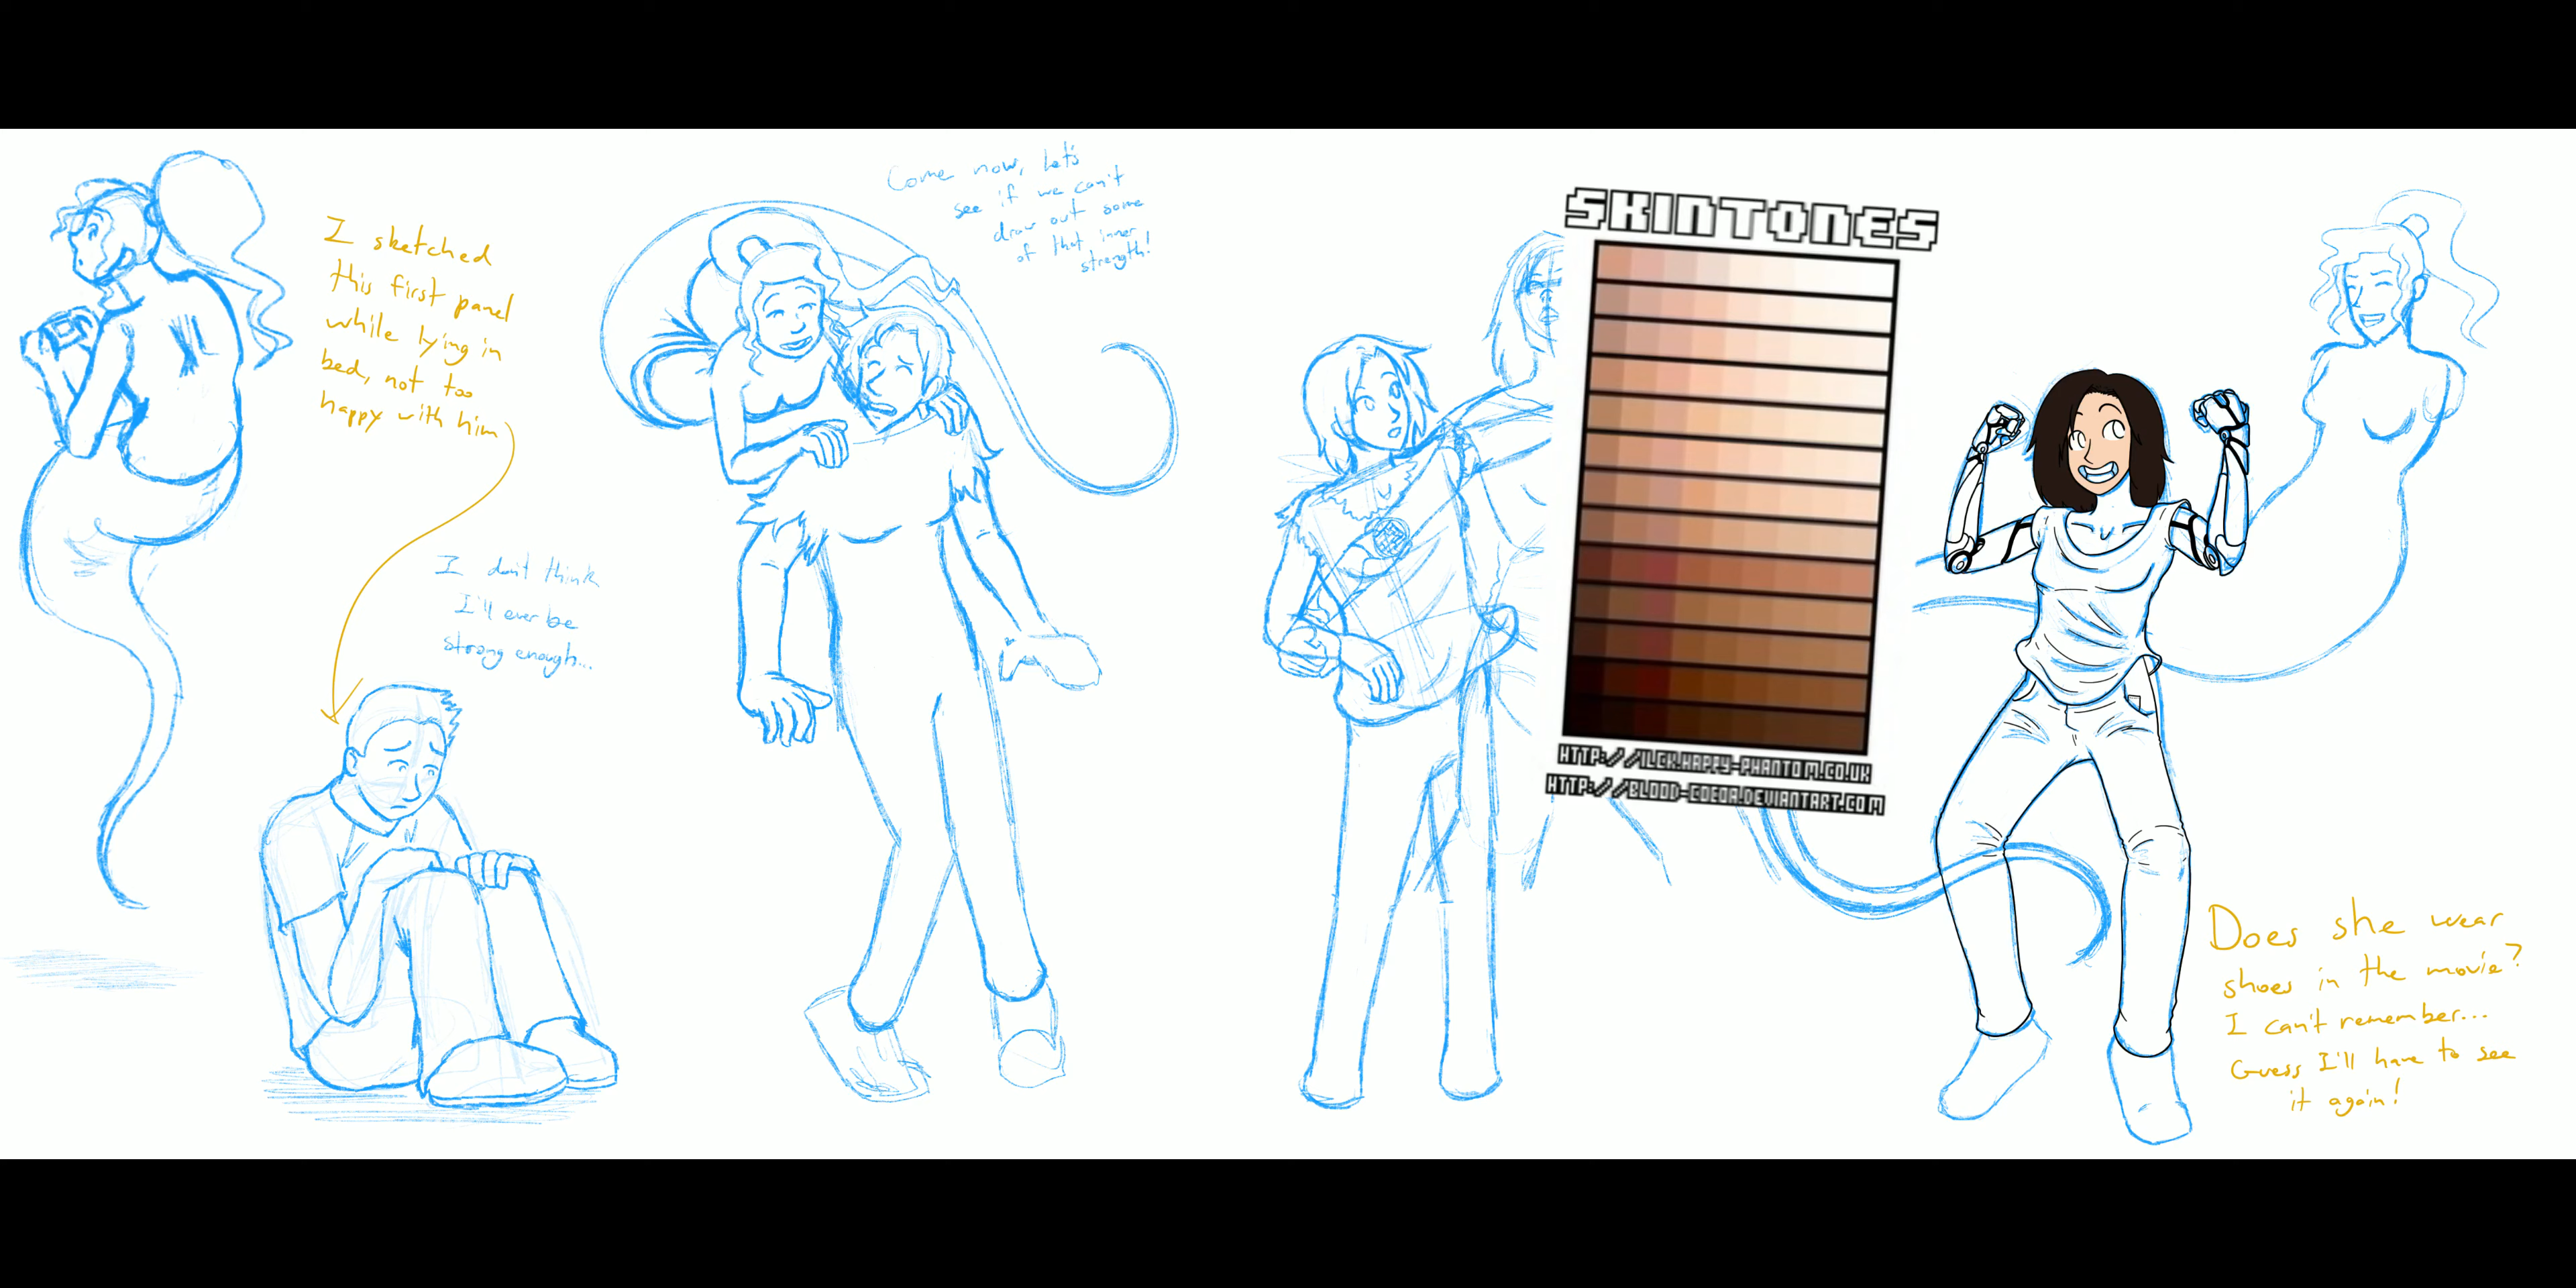 I sketched
this first panel
while lying in
bed, not too
happy with him
I don't think
I'll ever be
strong enough...
Come now, let's
see if we can't
draw out some
of that inner
strength!
SKINTONES
HTTP://ILCK.HAPPY-PHANTOM.CO.UK
HTTP://BLOOD-COCOA.DEVIANTART.COM
Does she wear
shoes in the movie?
I can't remember...
Guess I'll have to see
it again!